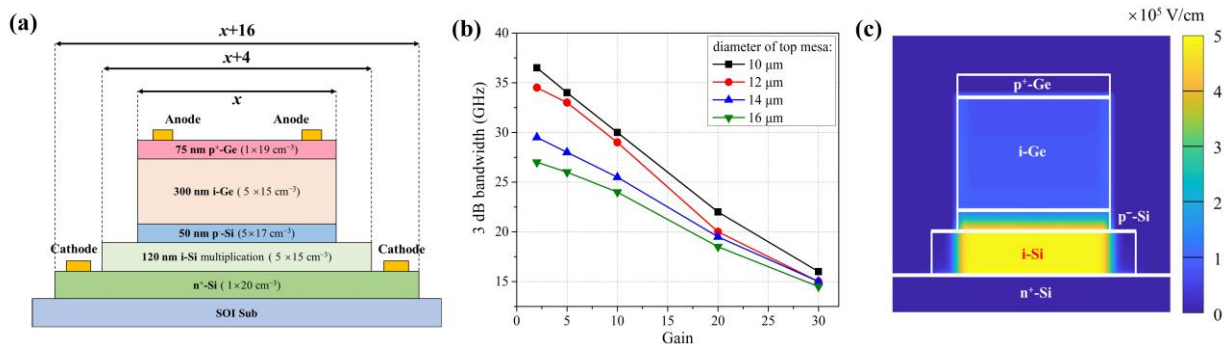 (a)
x+16
x+4
x
Anode
Anode
75 nm p⁺-Ge (1×19 cm⁻³)
300 nm i-Ge ( 5 ×15 cm⁻³)
50 nm p-Si (5×17 cm⁻³)
Cathode
Cathode
120 nm i-Si multiplication ( 5 ×15 cm⁻³)
n⁺-Si ( 1×20 cm⁻³)
SOI Sub
(b)
3 dB bandwidth (GHz)
40
35
30
25
20
15
diameter of top mesa:
10 μm
12 μm
14 μm
16 μm
0 5 10 15 20 25 30
Gain
(c)
×10⁵ V/cm
p⁺-Ge
i-Ge
p⁻-Si
i-Si
n⁺-Si
5
4
3
2
1
0